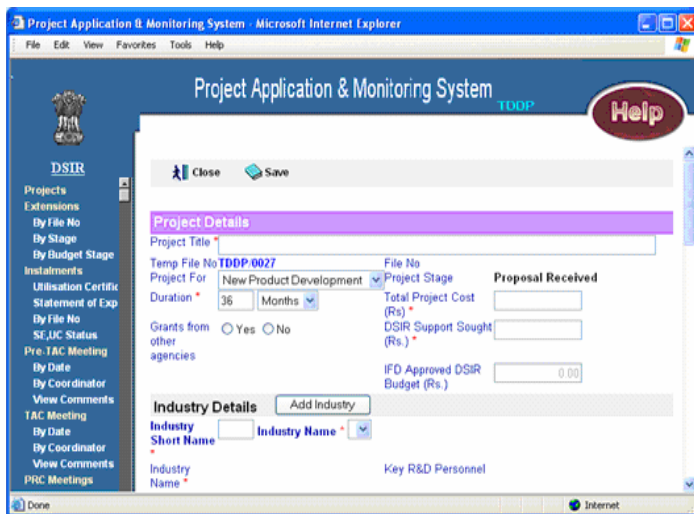 Project Application & Monitoring System - Microsoft Internet Explorer
File Edit View Favorites Tools Help
Project Application & Monitoring System
TDDP
Help
DSIR
Projects
Extensions
By File No
By Stage
By Budget Stage
Instalments
Utilisation Certific
Statement of Exp
By File No
SE,UC Status
Pre-TAC Meeting
By Date
By Coordinator
View Comments
TAC Meeting
By Date
By Coordinator
View Comments
PRC Meetings
Close Save
Project Details
Project Title *
Temp File No TDDP/0027 File No
Project For New Product Development Project Stage Proposal Received
Duration * 36 Months Total Project Cost
(Rs) *
Grants from Yes No DSIR Support Sought
other (Rs.) *
agencies
IFD Approved DSIR 0.00
Budget (Rs.)
Industry Details Add Industry
Industry Industry Name *
Short Name
*
Industry Key R&D Personnel
Name *
Done Internet